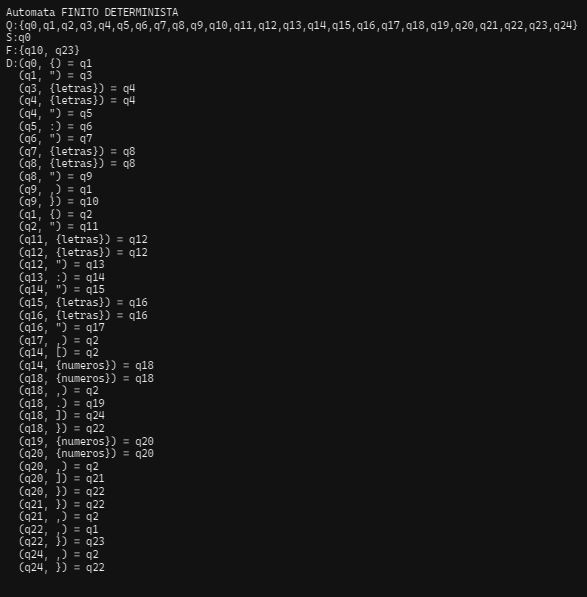 Automata FINITO DETERMINISTA
Q:{q0,q1,q2,q3,q4,q5,q6,q7,q8,q9,q10,q11,q12,q13,q14,q15,q16,q17,q18,q19,q20,q21,q22,q23,q24}
S:q0
F:{q10, q23}
D:(q0, {) = q1
(q1, ") = q3
(q3, {letras}) = q4
(q4, {letras}) = q4
(q4, ") = q5
(q5, :) = q6
(q6, ") = q7
(q7, {letras}) = q8
(q8, {letras}) = q8
(q8, ") = q9
(q9, ,) = q1
(q9, }) = q10
(q1, {) = q2
(q2, ") = q11
(q11, {letras}) = q12
(q12, {letras}) = q12
(q12, ") = q13
(q13, :) = q14
(q14, ") = q15
(q15, {letras}) = q16
(q16, {letras}) = q16
(q16, ") = q17
(q17, ,) = q2
(q14, [) = q2
(q14, {numeros}) = q18
(q18, {numeros}) = q18
(q18, ,) = q2
(q18, .) = q19
(q18, ]) = q24
(q18, }) = q22
(q19, {numeros}) = q20
(q20, {numeros}) = q20
(q20, ,) = q2
(q20, ]) = q21
(q20, }) = q22
(q21, }) = q22
(q21, ,) = q2
(q22, ,) = q1
(q22, }) = q23
(q24, ,) = q2
(q24, }) = q22